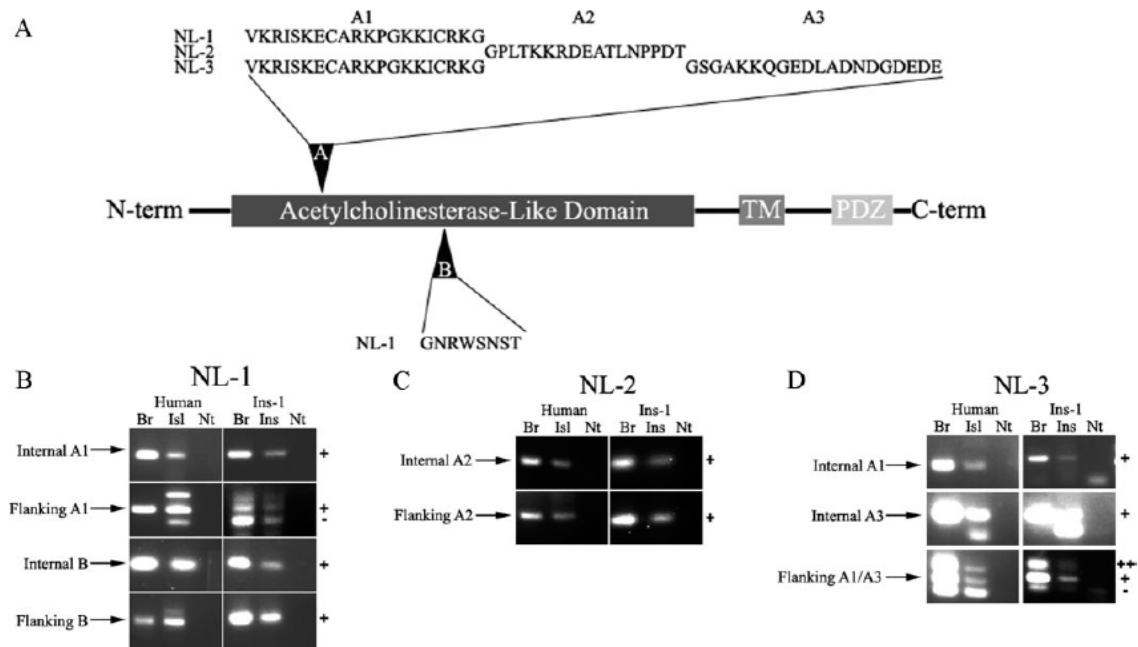 A
A1 A2 A3
NL-1 VKRISKECARKPGKKICRKG
NL-2 GPLTKKRDEATLNPPDT
NL-3 VKRISKECARKPGKKICRKG GSGAKKQGEDLADNDGDEDE
A
N-term Acetylcholinesterase-Like Domain TM PDZ C-term
B
NL-1 GNRWSNST
B NL-1
Human Ins-1
Br Isl Nt Br Ins Nt
Internal A1 +
Flanking A1 +
-
Internal B +
Flanking B +
C NL-2
Human Ins-1
Br Isl Nt Br Ins Nt
Internal A2 +
Flanking A2 +
D NL-3
Human Ins-1
Br Isl Nt Br Ins Nt
Internal A1 +
Internal A3 +
Flanking A1/A3 ++
+
-